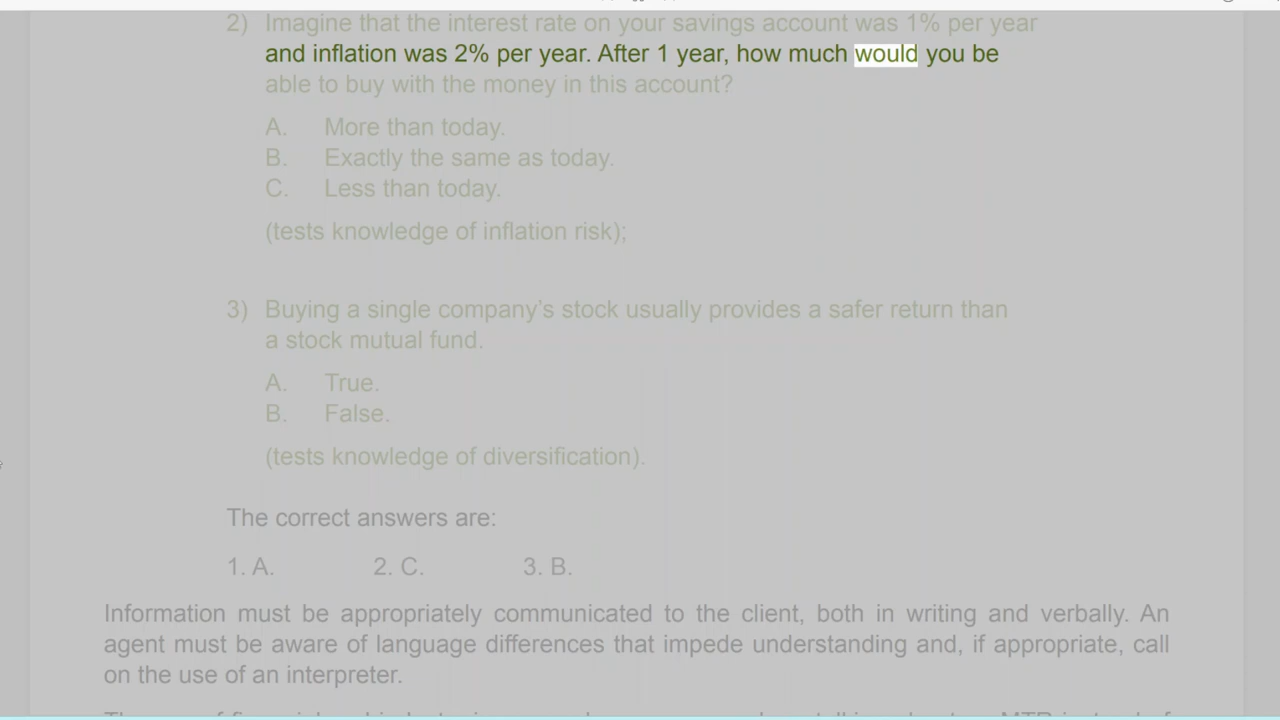 2) Imagine that the interest rate on your savings account was 1% per year
and inflation was 2% per year. After 1 year, how much would you be
able to buy with the money in this account?
A. More than today.
B. Exactly the same as today.
C. Less than today.
(tests knowledge of inflation risk);
3) Buying a single company’s stock usually provides a safer return than
a stock mutual fund.
A. True.
B. False.
(tests knowledge of diversification).
The correct answers are:
1. A. 2. C. 3. B.
Information must be appropriately communicated to the client, both in writing and verbally. An
agent must be aware of language differences that impede understanding and, if appropriate, call
on the use of an interpreter.